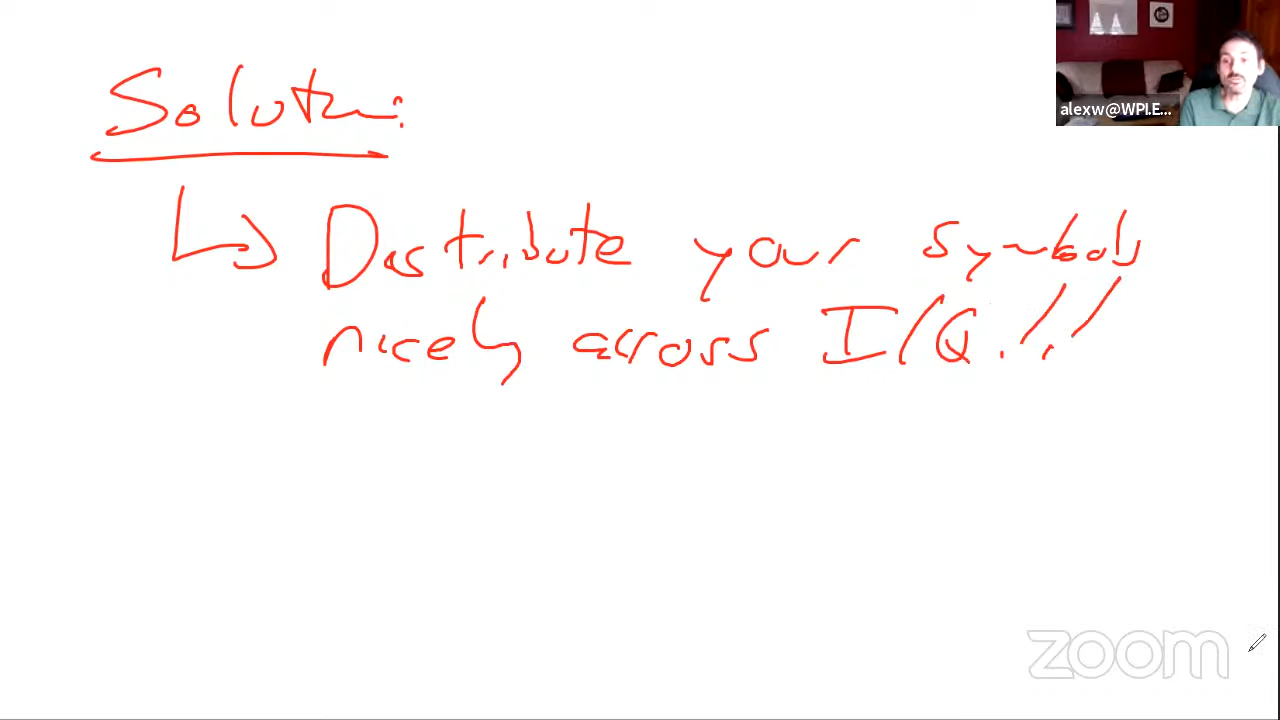 Solution:
↳ Distribute your symbols
nicely across I/Q!!
alexw@WPI.E...
zoom